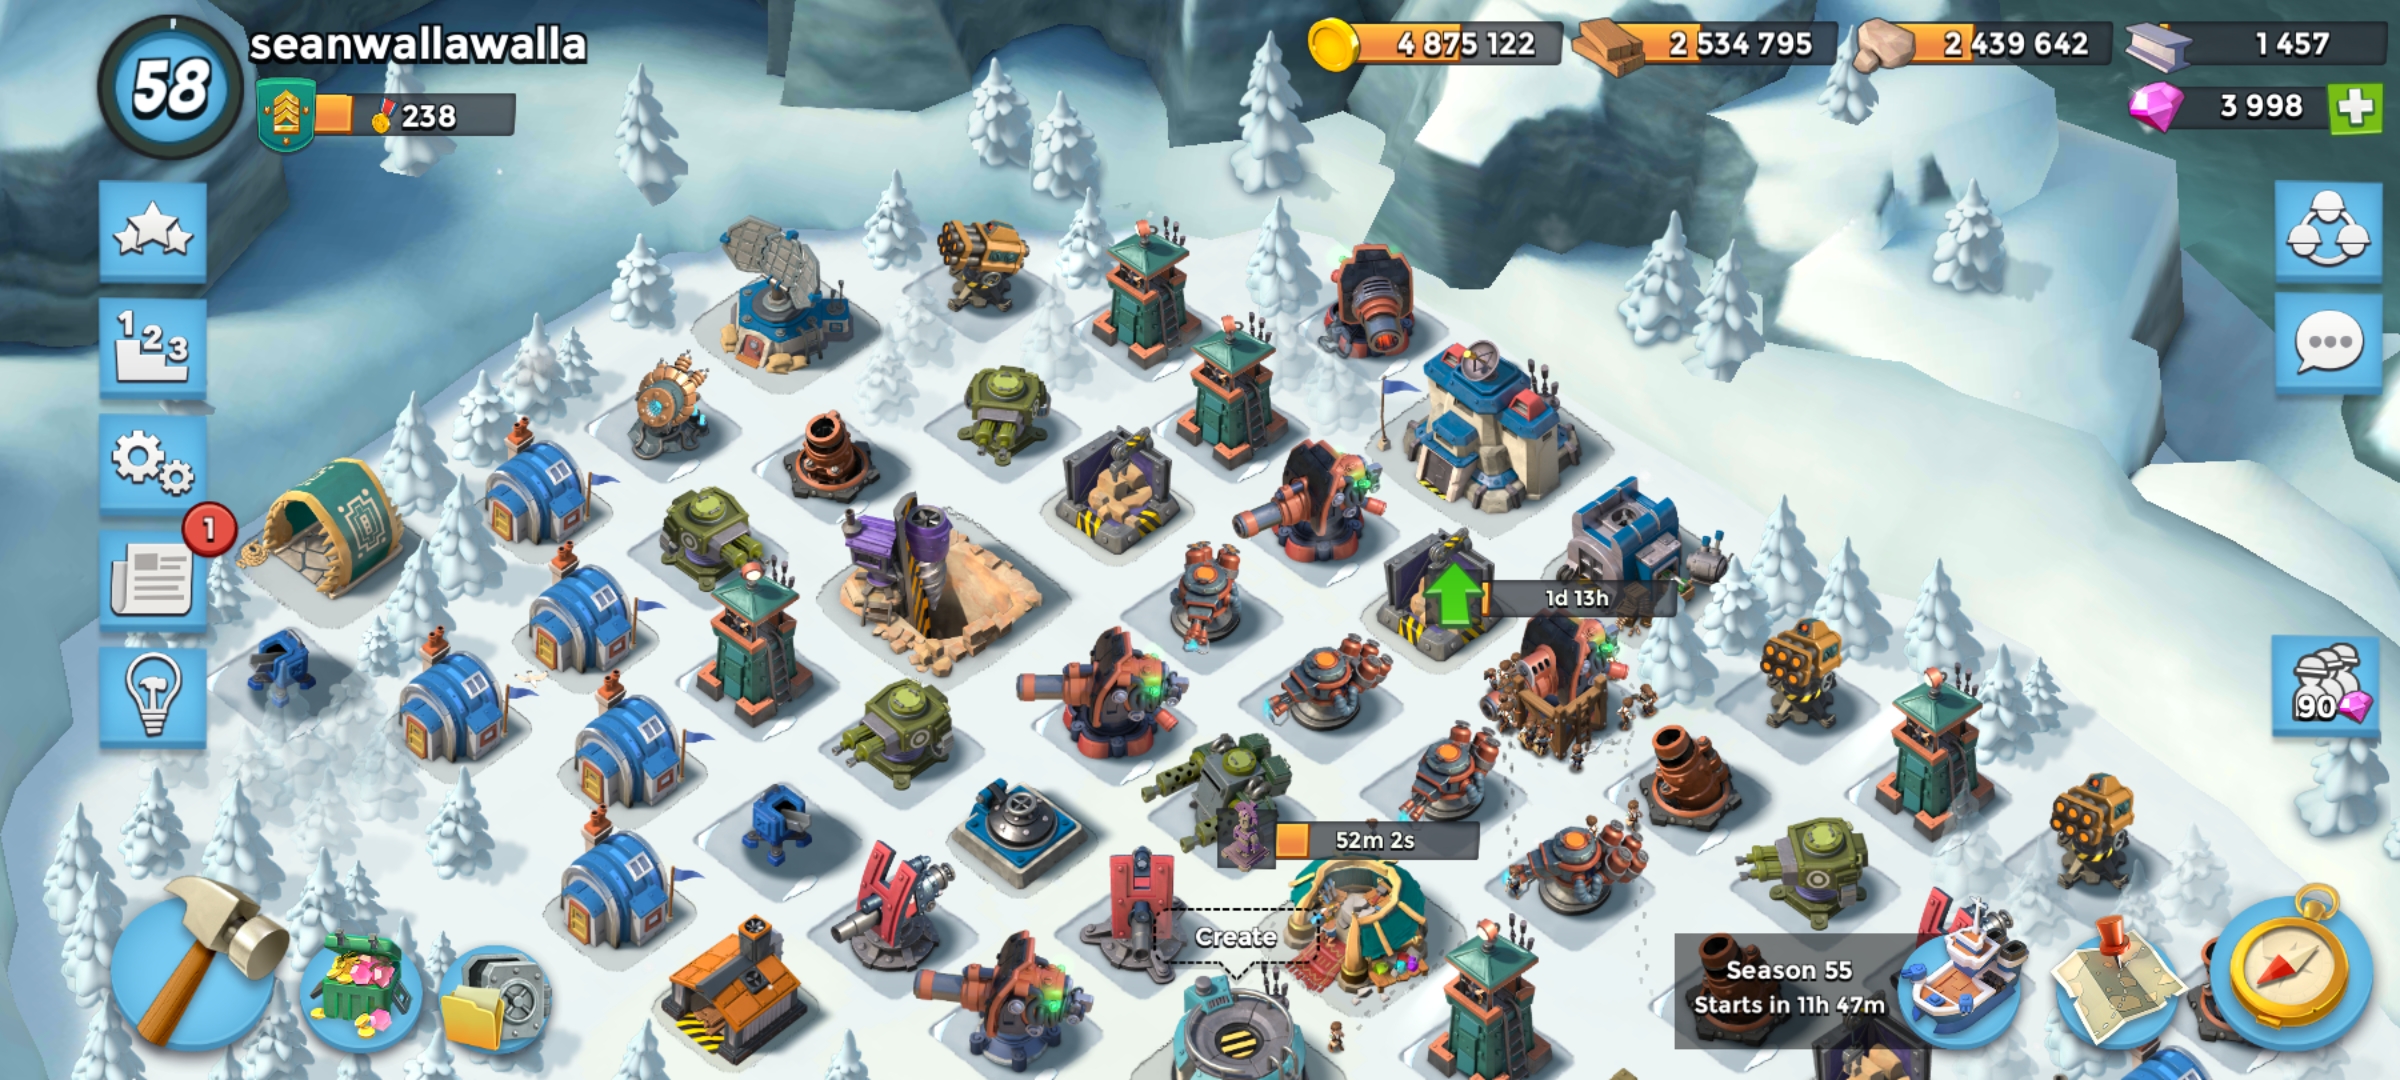 58
seanwallawalla
238
4 875 122
2 534 795
2 439 642
1 457
3 998
123
1
1d 13h
90
52m 2s
Create
Season 55
Starts in 11h 47m